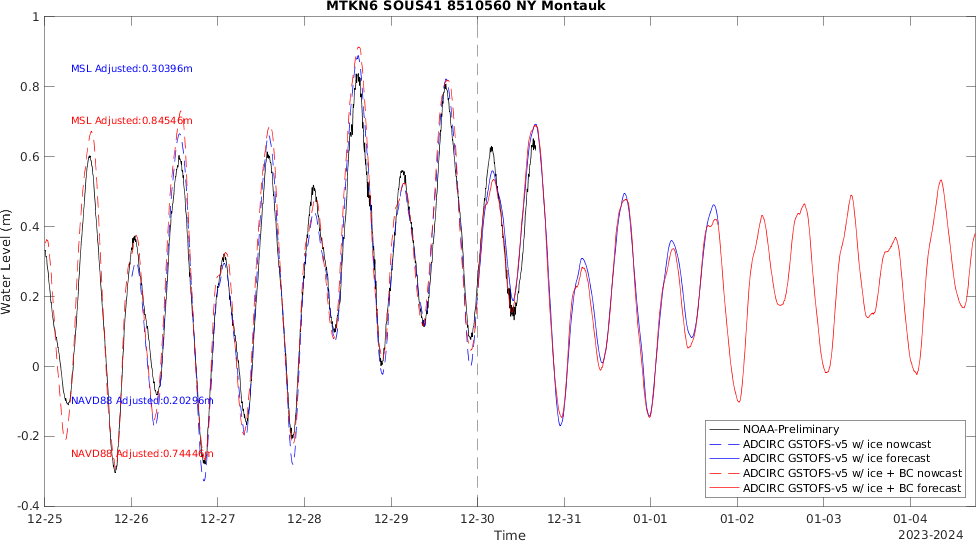 MTKN6 SOUS41 8510560 NY Montauk
1
0.8
0.6
0.4
0.2
0
-0.2
-0.4
Water Level (m)
MSL Adjusted:0.30396m
MSL Adjusted:0.84546m
NAVD88 Adjusted:0.20296m
NAVD88 Adjusted:0.74446m
NOAA-Preliminary
ADCIRC GSTOFS-v5 w/ ice nowcast
ADCIRC GSTOFS-v5 w/ ice forecast
ADCIRC GSTOFS-v5 w/ ice + BC nowcast
ADCIRC GSTOFS-v5 w/ ice + BC forecast
12-25 12-26 12-27 12-28 12-29 12-30 12-31 01-01 01-02 01-03 01-04
Time
2023-2024